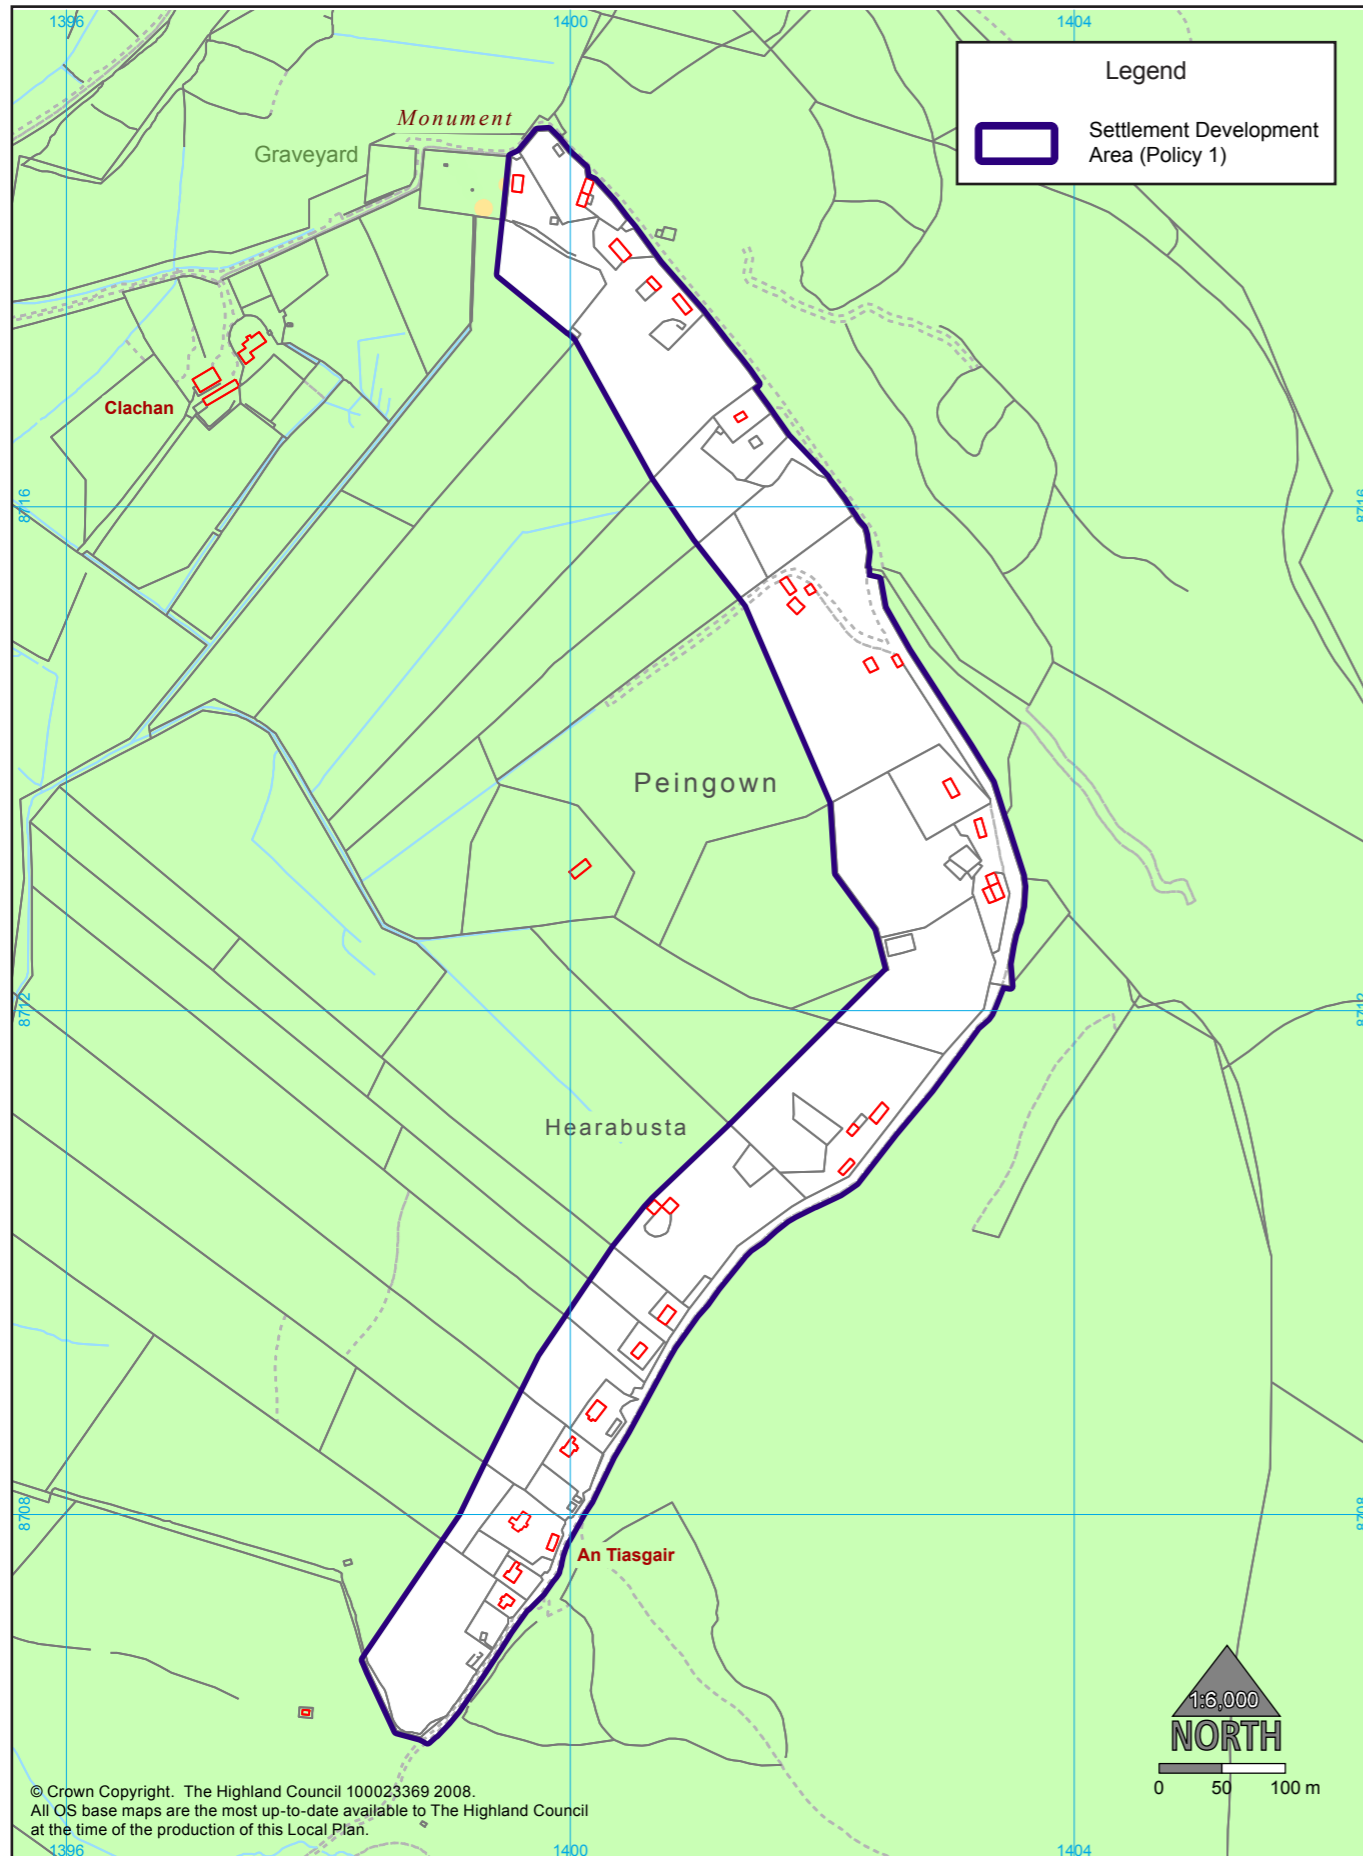 1396
1400
1404
Legend
Settlement Development
Area (Policy 1)
Monument
Graveyard
Clachan
8716
8716
Peingown
8712
8712
Hearabusta
8708
8708
An Tiasgair
1:6,000
NORTH
0 50 100 m
© Crown Copyright. The Highland Council 100023369 2008.
All OS base maps are the most up-to-date available to The Highland Council
at the time of the production of this Local Plan.
1396
1400
1404